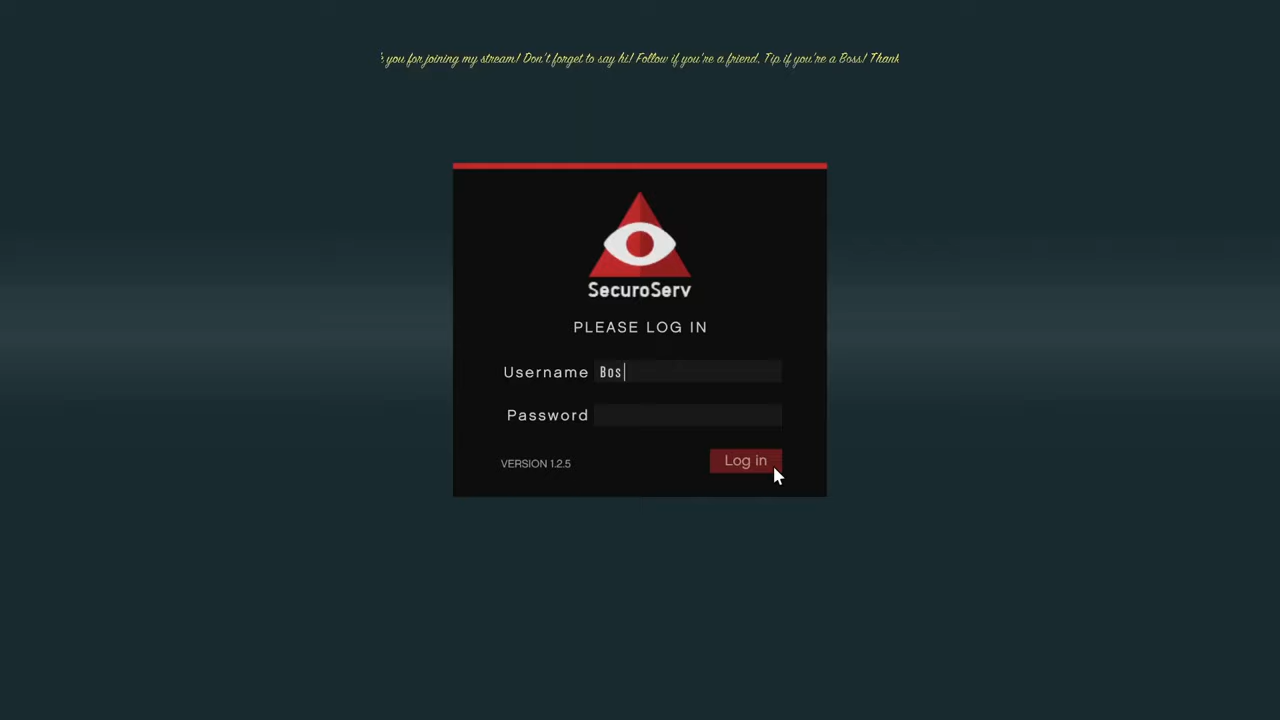 you for joining my stream! Don't forget to say hi! Follow if you're a friend, Tip if you're a Boss! Thank
SecuroServ
PLEASE LOG IN
Username Bos
Password
VERSION 1.2.5 Log in